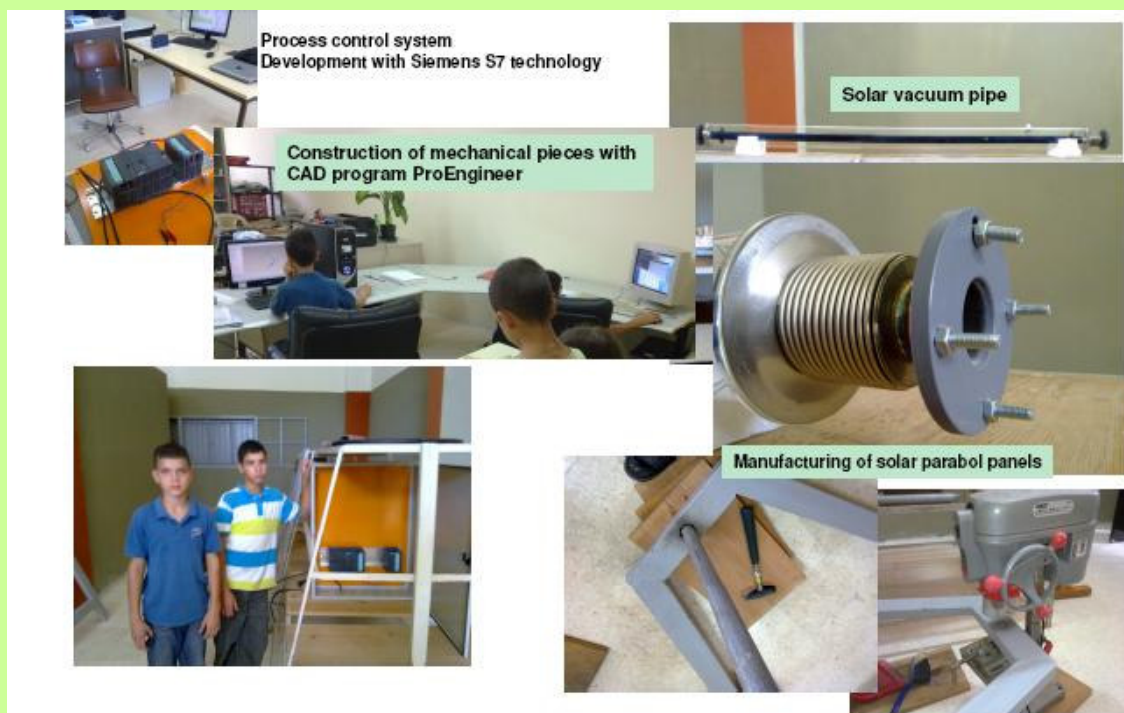 Process control system
Development with Siemens S7 technology
Solar vacuum pipe
Construction of mechanical pieces with
CAD program ProEngineer
Manufacturing of solar parabol panels